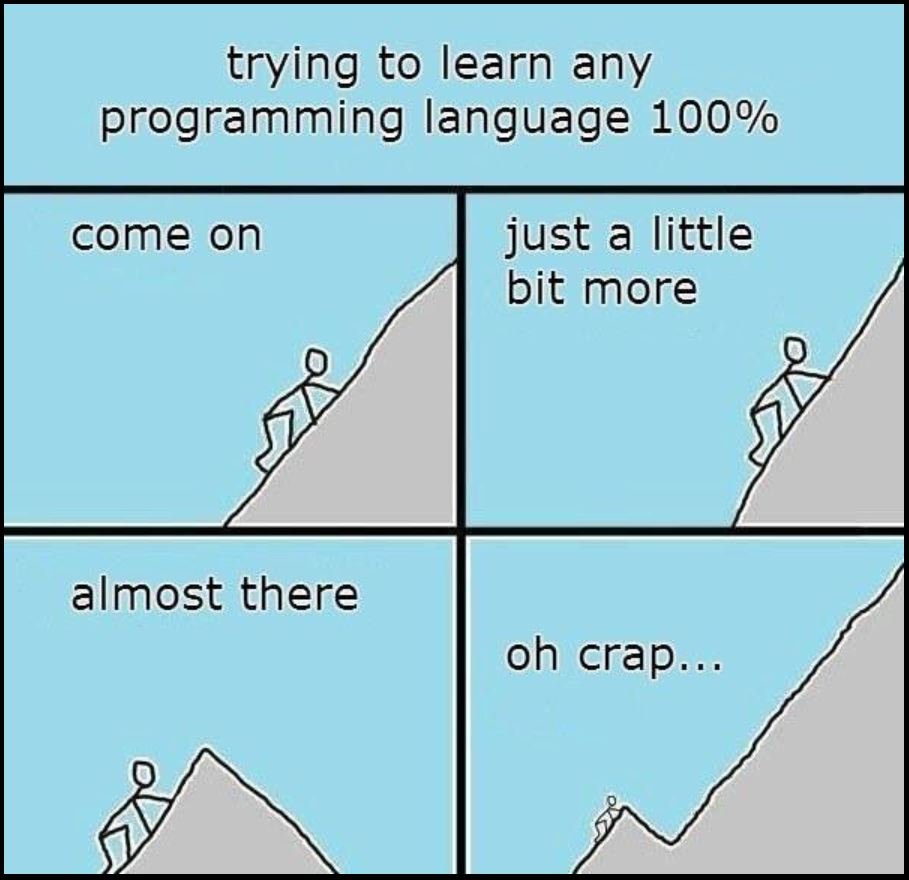 trying to learn any
programming language 100%
come on
just a little
bit more
almost there
oh crap...